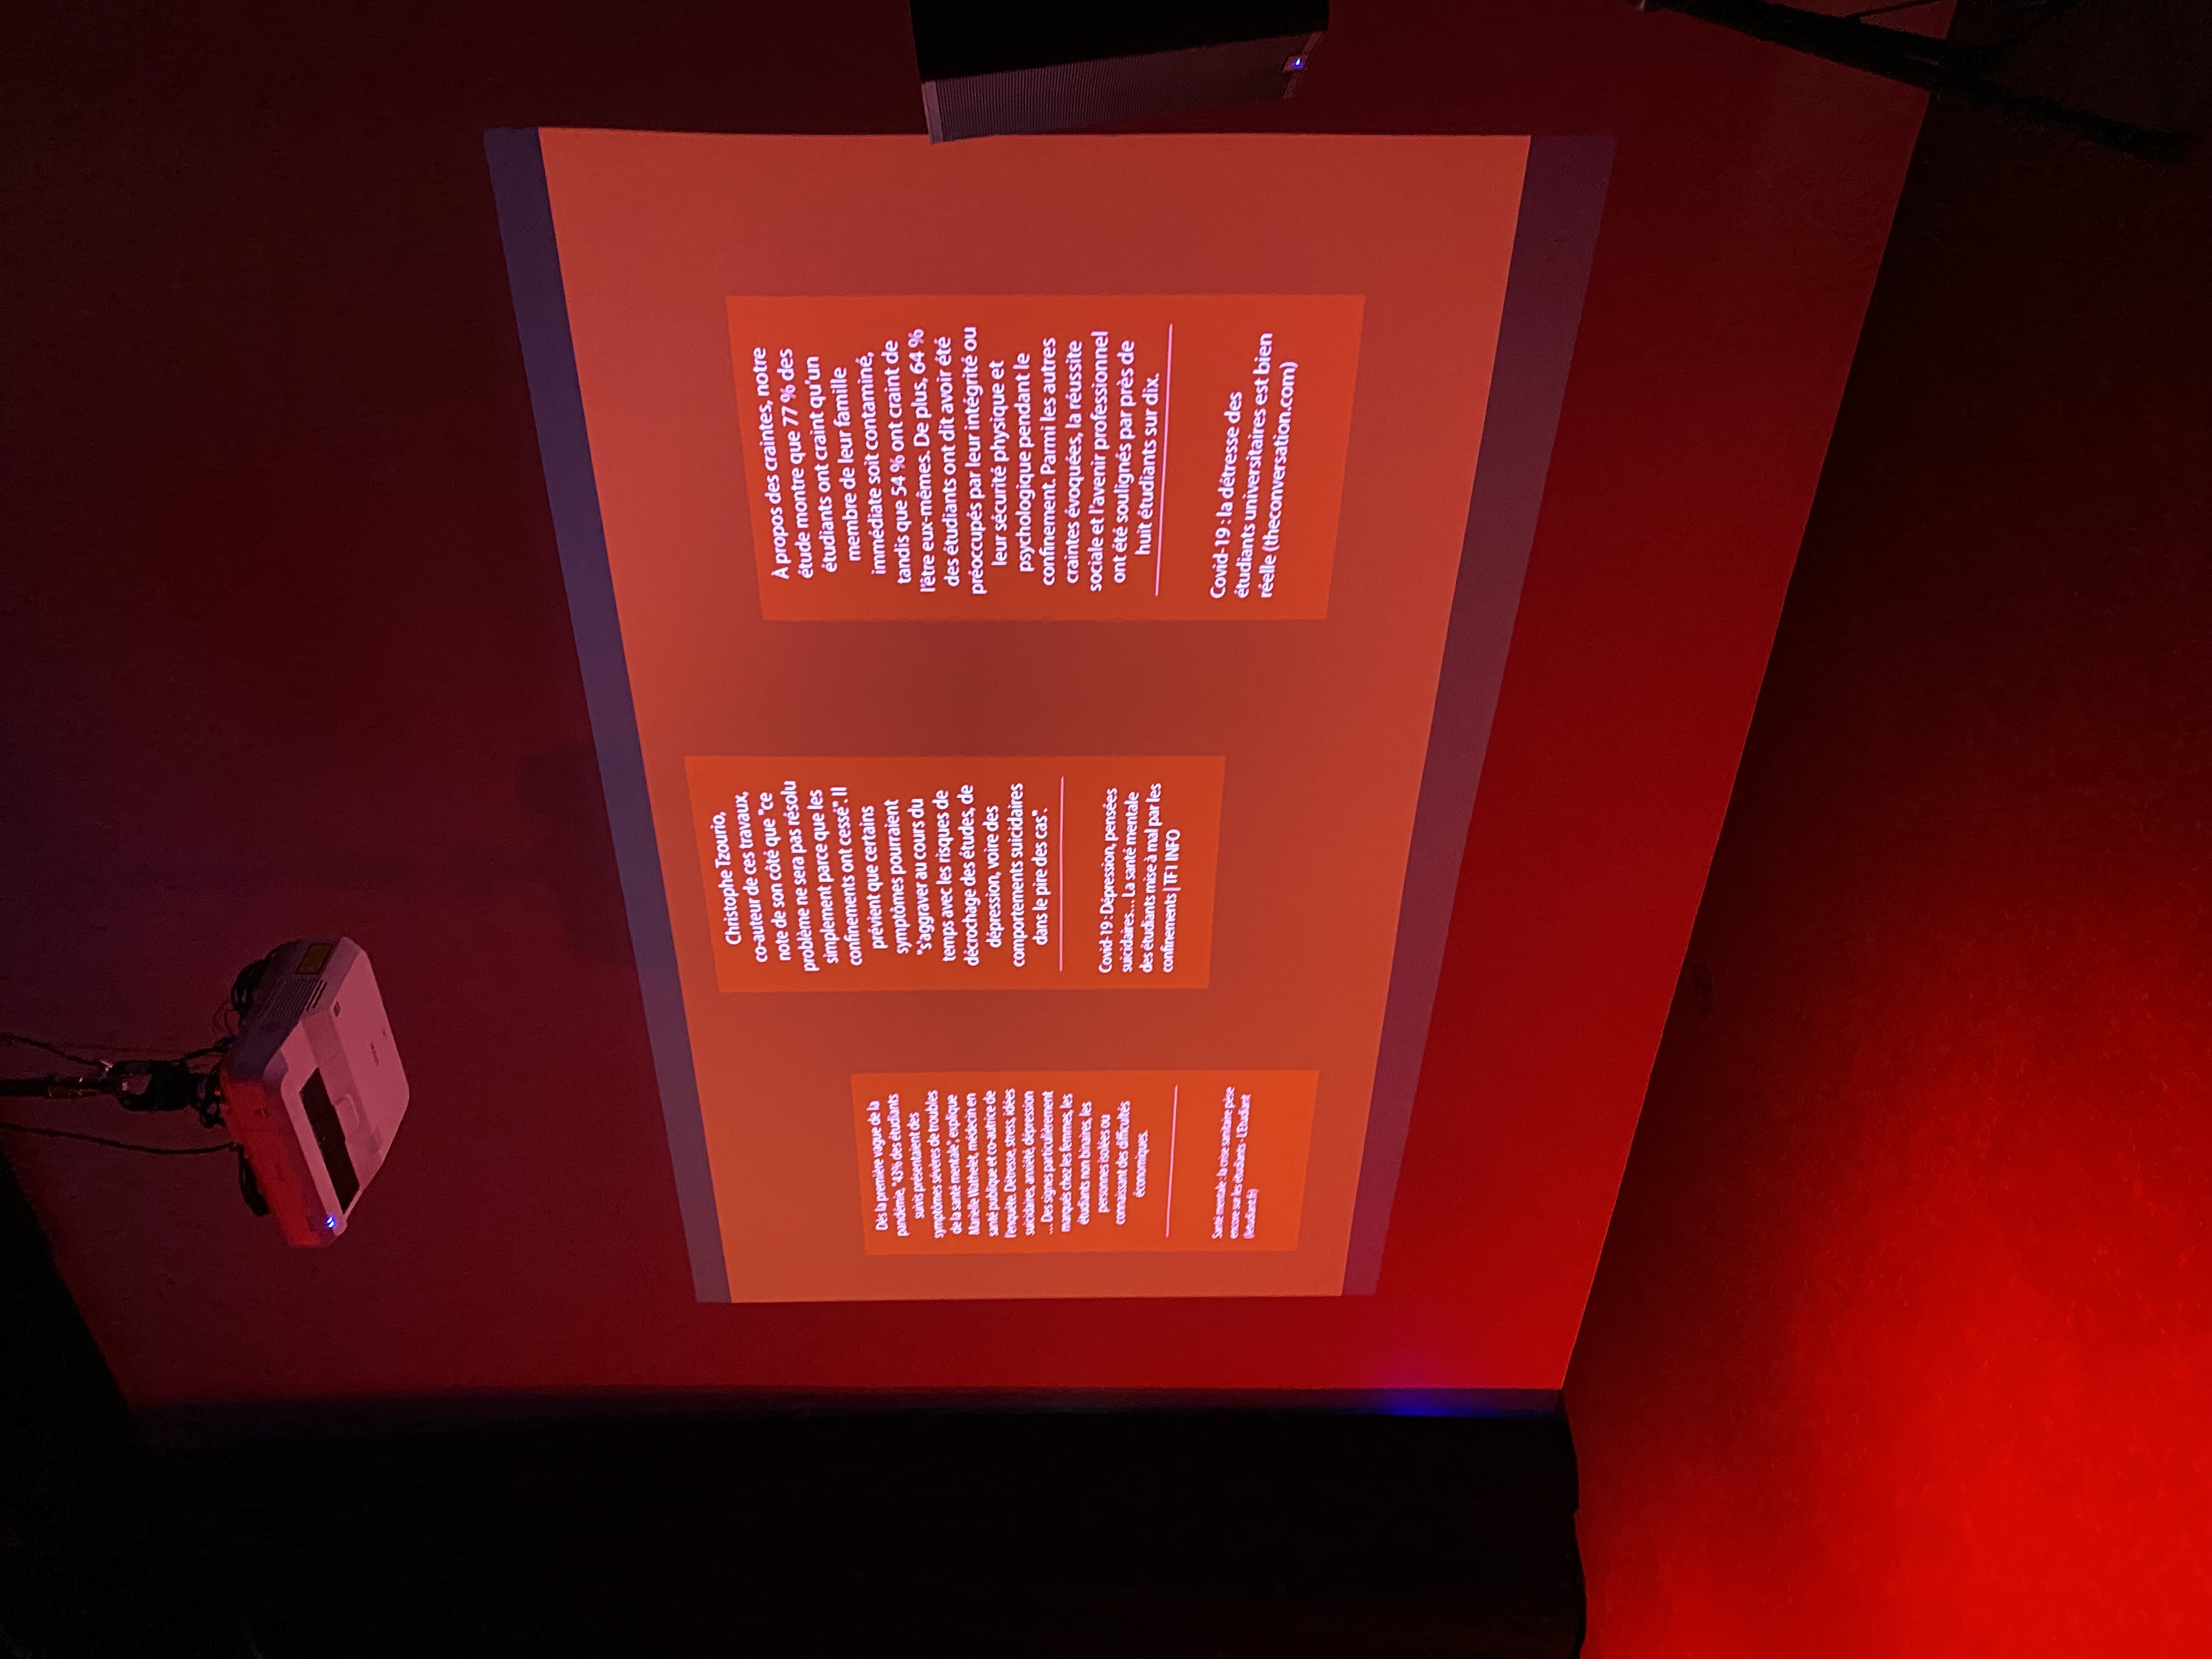 Dès la première vague de la
pandémie, "43% des étudiants
suivis présentaient des
symptômes sévères de troubles
de la santé mentale", explique
Marielle Wathelet, médecin en
santé publique et co-autrice de
l'enquête. Détresse, stress, idées
suicidaires, anxiété, dépression
... Des signes particulièrement
marqués chez les femmes, les
étudiants non binaires, les
personnes isolées ou
connaissant des difficultés
économiques.
Santé mentale : la crise sanitaire pèse
encore sur les étudiants - L'Etudiant
(letudiant.fr)
Christophe Tzourio,
co-auteur de ces travaux,
note de son côté que "ce
problème ne sera pas résolu
simplement parce que les
confinements ont cessé". Il
prévient que certains
symptômes pourraient
"s'aggraver au cours du
temps avec les risques de
décrochage des études, de
dépression, voire des
comportements suicidaires
dans le pire des cas".
Covid-19 : Dépression, pensées
suicidaires… La santé mentale
des étudiants mise à mal par les
confinements | TF1 INFO
À propos des craintes, notre
étude montre que 77 % des
étudiants ont craint qu'un
membre de leur famille
immédiate soit contaminé,
tandis que 54 % ont craint de
l'être eux-mêmes. De plus, 64 %
des étudiants ont dit avoir été
préoccupés par leur intégrité ou
leur sécurité physique et
psychologique pendant le
confinement. Parmi les autres
craintes évoquées, la réussite
sociale et l'avenir professionnel
ont été soulignés par près de
huit étudiants sur dix.
Covid-19 : la détresse des
étudiants universitaires est bien
réelle (theconversation.com)